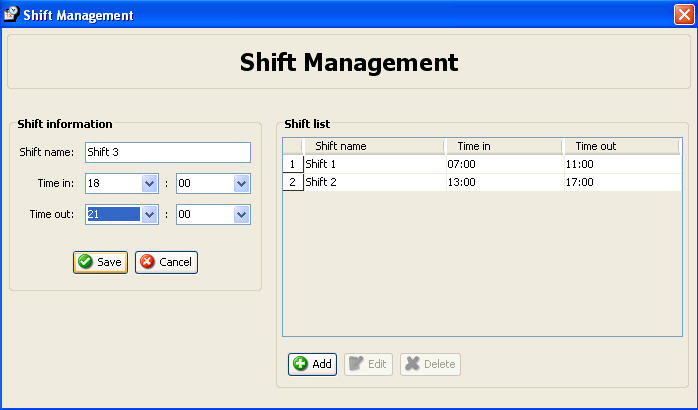 Shift Management
Shift Management
Shift information
Shift name: Shift 3
Time in: 18 : 00
Time out: 21 : 00
Save Cancel
Shift list
Shift name Time in Time out
1 Shift 1 07:00 11:00
2 Shift 2 13:00 17:00
Add Edit Delete